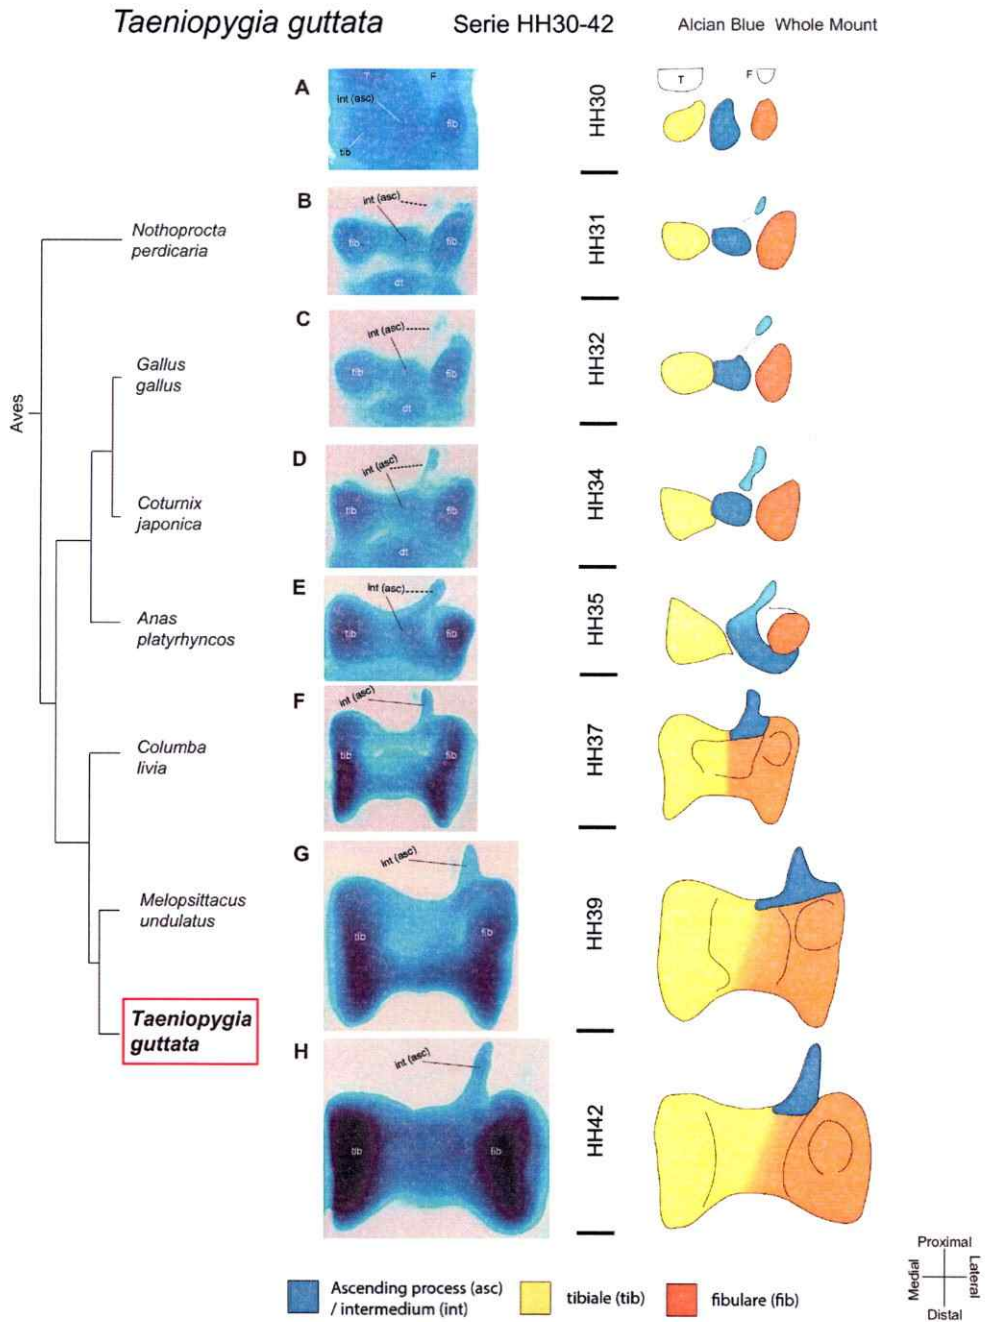 Taeniopygia guttata
Serie HH30-42
Alcian Blue Whole Mount
A
T
F
int (asc)
fib
tib
HH30
T
F
B
int (asc)
tib
fib
dt
HH31
C
int (asc)
tib
fib
dt
HH32
D
int (asc)
tib
fib
dt
HH34
E
int (asc)
tib
fib
HH35
F
int (asc)
tib
fib
HH37
G
int (asc)
tib
fib
HH39
H
int (asc)
tib
fib
HH42
Aves
Nothoprocta
perdicaria
Gallus
gallus
Coturnix
japonica
Anas
platyrhyncos
Columba
livia
Melopsittacus
undulatus
Taeniopygia
guttata
Ascending process (asc)
/ intermedium (int)
tibiale (tib)
fibulare (fib)
Proximal
Medial
Lateral
Distal